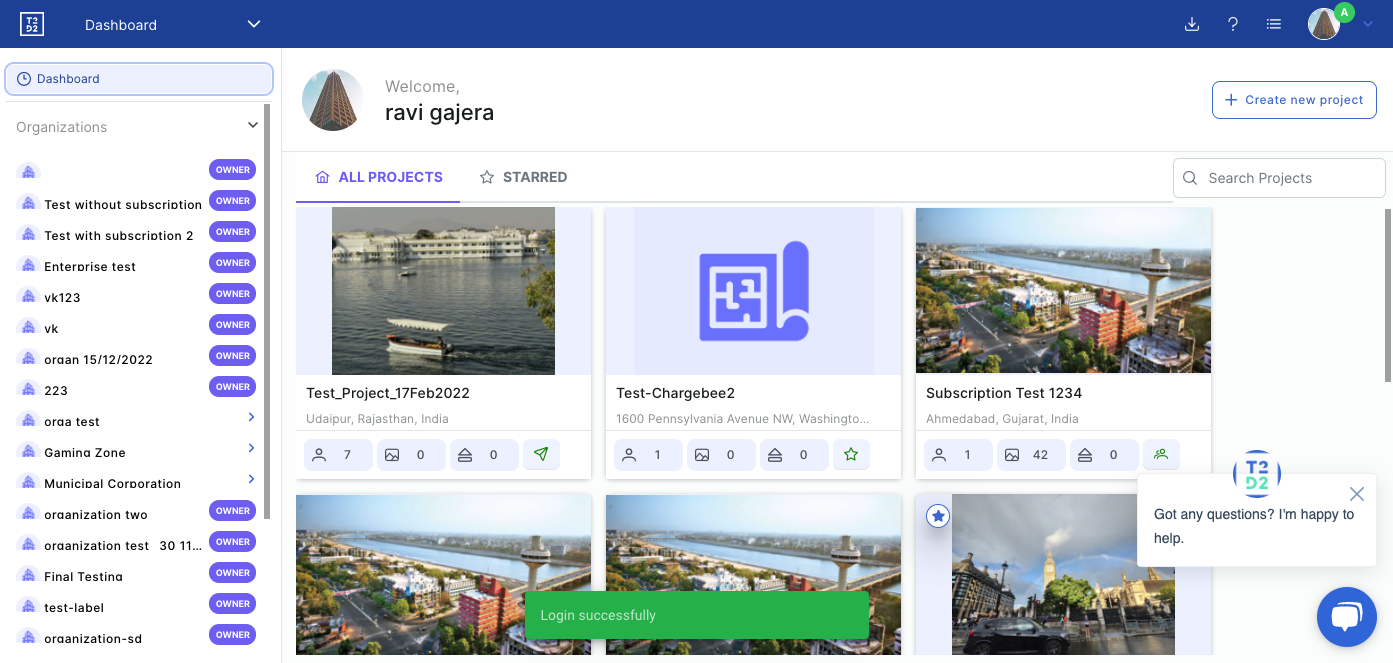 T2
D2
Dashboard
A
Dashboard
Organizations
OWNER
Test without subscription OWNER
Test with subscription 2 OWNER
Enterprise test OWNER
vk123 OWNER
vk OWNER
organ 15/12/2022 OWNER
223 OWNER
orga test
Gaming Zone
Municipal Corporation
organization two OWNER
organization test 30 11... OWNER
Final Testing OWNER
test-label OWNER
organization-sd OWNER
Welcome,
ravi gajera
Create new project
ALL PROJECTS
STARRED
Search Projects
Test_Project_17Feb2022
Udaipur, Rajasthan, India
7 0 0
Test-Chargebee2
1600 Pennsylvania Avenue NW, Washingto...
1 0 0
Subscription Test 1234
Ahmedabad, Gujarat, India
1 42 0
T2
D2
Got any questions? I'm happy to
help.
Login successfully